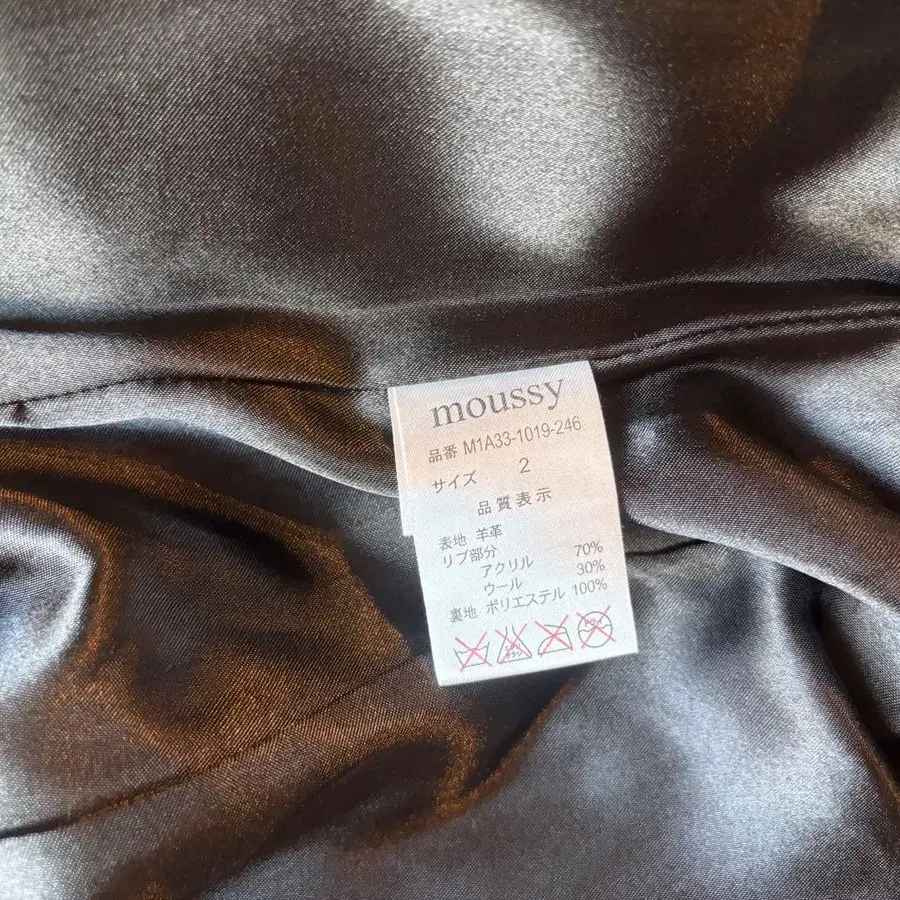 moussy
品番 M1A33-1019-246
サイズ 2
品質表示
表地 羊革
リブ部分
アクリル 70%
ウール 30%
裏地 ポリエステル 100%